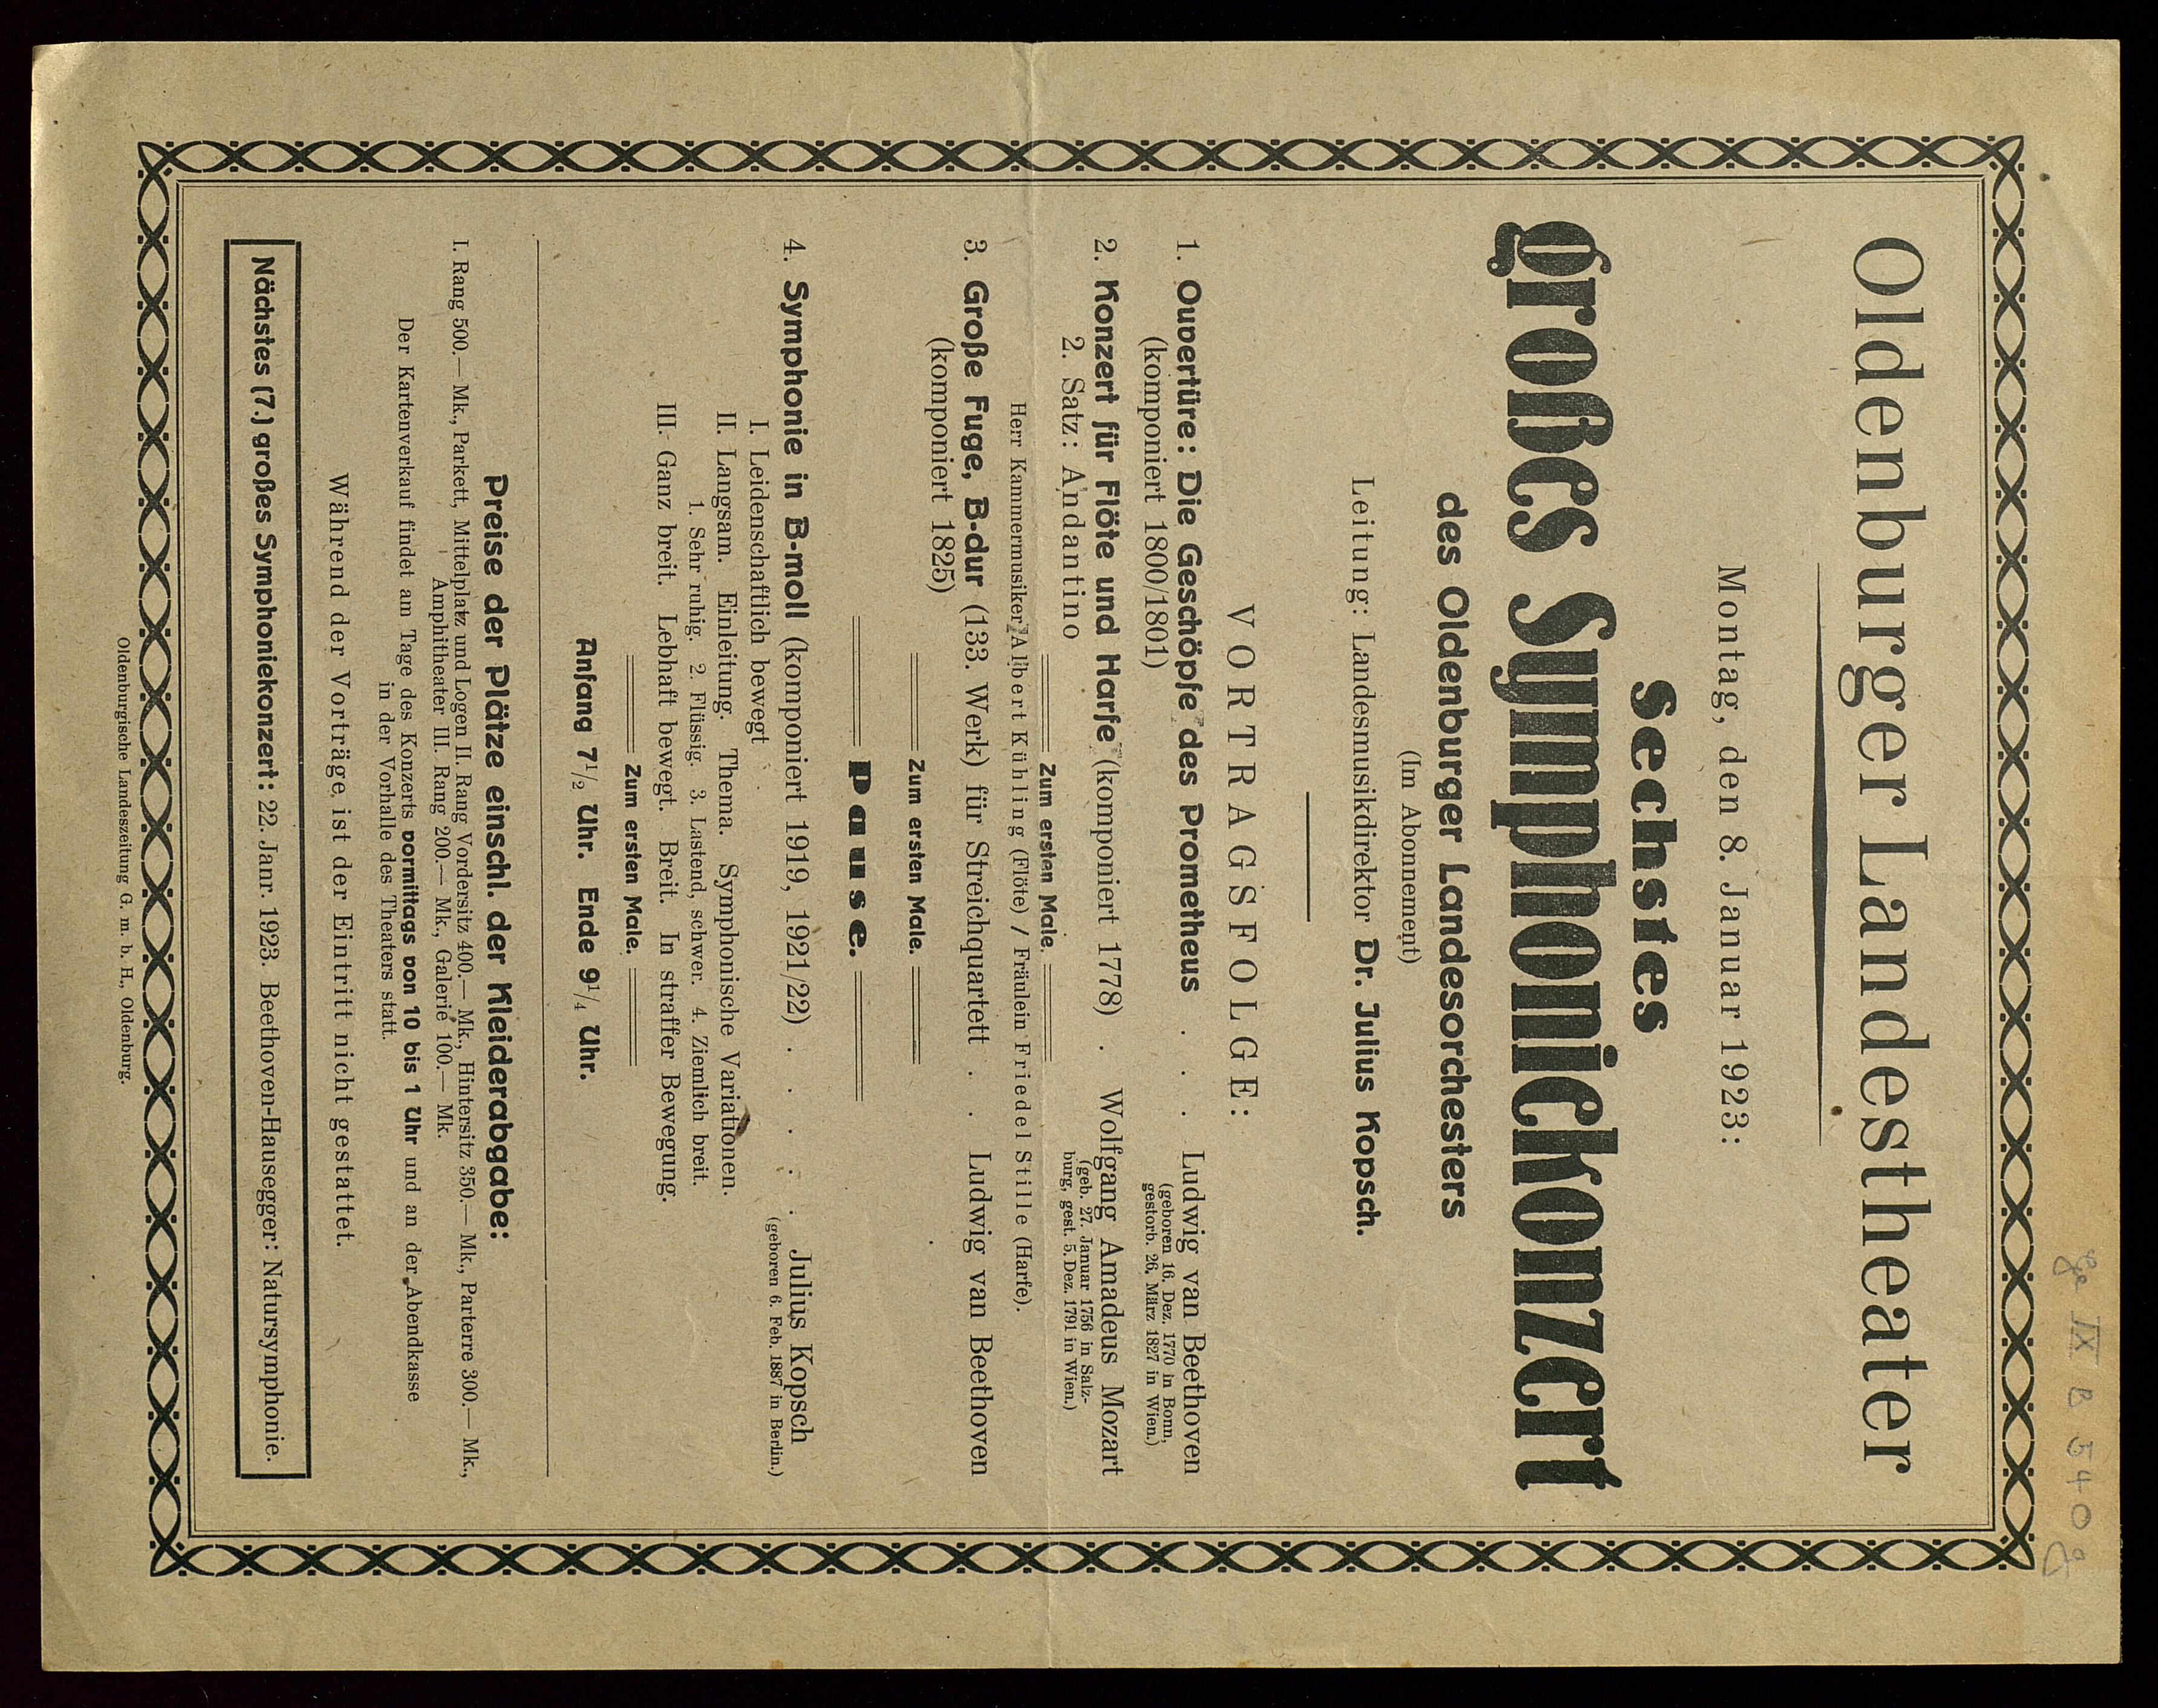 Ge IX B 540 g
Oldenburger Landestheater
Montag, den 8. Januar 1923:
Sechstes
großes Symphoniekonzert
des Oldenburger Landesorchesters
(Im Abonnement)
Leitung: Landesmusikdirektor Dr. Julius Kopsch.
VORTRAGSFOLGE:
1. Ouvertüre: Die Geschöpfe des Prometheus . . . Ludwig van Beethoven
(komponiert 1800/1801)
(geboren 16. Dez. 1770 in Bonn,
gestorb. 26. März 1827 in Wien.)
2. Konzert für Flöte und Harfe (komponiert 1778) . Wolfgang Amadeus Mozart
2. Satz: Andantino
(geb. 27. Januar 1756 in Salz-
burg, gest. 5. Dez. 1791 in Wien.)
Zum ersten Male.
Herr Kammermusiker Albert Kühling (Flöte) / Fräulein Friedel Stille (Harfe).
3. Große Fuge, B-dur (133. Werk) für Streichquartett . . Ludwig van Beethoven
(komponiert 1825)
Zum ersten Male.
Pause.
4. Symphonie in B-moll (komponiert 1919, 1921/22) . . . . . Julius Kopsch
(geboren 6. Feb. 1887 in Berlin.)
I. Leidenschaftlich bewegt
II. Langsam. Einleitung. Thema. Symphonische Variationen.
1. Sehr ruhig. 2. Flüssig. 3. Lastend, schwer. 4. Ziemlich breit.
III. Ganz breit. Lebhaft bewegt. Breit. In straffer Bewegung.
Zum ersten Male.
Anfang 7 1/2 Uhr. Ende 9 1/4 Uhr.
Preise der Plätze einschl. der Kleiderabgabe:
I. Rang 500.— Mk., Parkett, Mittelplatz und Logen II. Rang Vordersitz 400.— Mk., Hintersitz 350.— Mk., Parterre 300.— Mk.,
Amphitheater III. Rang 200.— Mk., Galerie 100.— Mk.
Der Kartenverkauf findet am Tage des Konzerts vormittags von 10 bis 1 Uhr und an der Abendkasse
in der Vorhalle des Theaters statt.
Während der Vorträge ist der Eintritt nicht gestattet.
Nächstes (7.) großes Symphoniekonzert: 22. Janr. 1923. Beethoven-Hausegger: Natursymphonie.
Oldenburgische Landeszeitung G. m. b. H., Oldenburg.